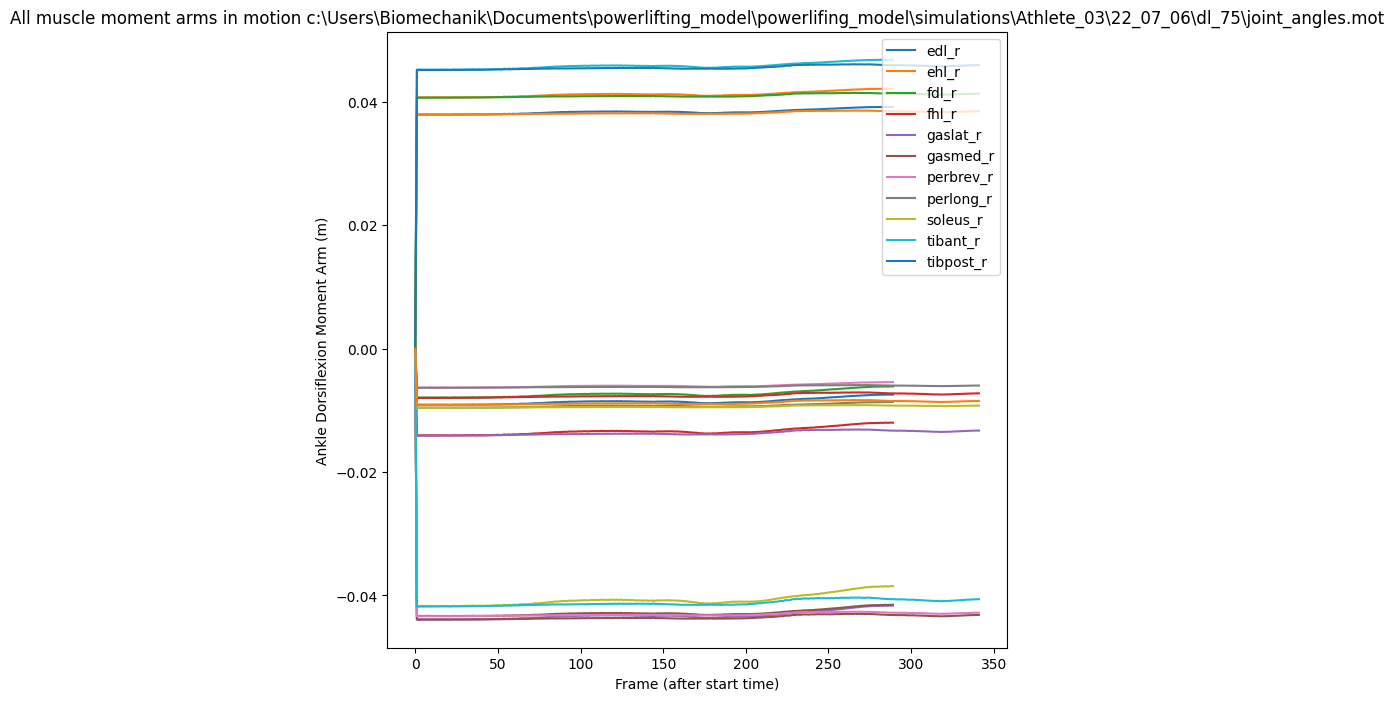 All muscle moment arms in motion c:\Users\Biomechanik\Documents\powerlifting_model\powerlifing_model\simulations\Athlete_03\22_07_06\dl_75\joint_angles.mot
edl_r
ehl_r
fdl_r
fhl_r
gaslat_r
gasmed_r
perbrev_r
perlong_r
soleus_r
tibant_r
tibpost_r
Ankle Dorsiflexion Moment Arm (m)
0.04
0.02
0.00
−0.02
−0.04
0 50 100 150 200 250 300 350
Frame (after start time)